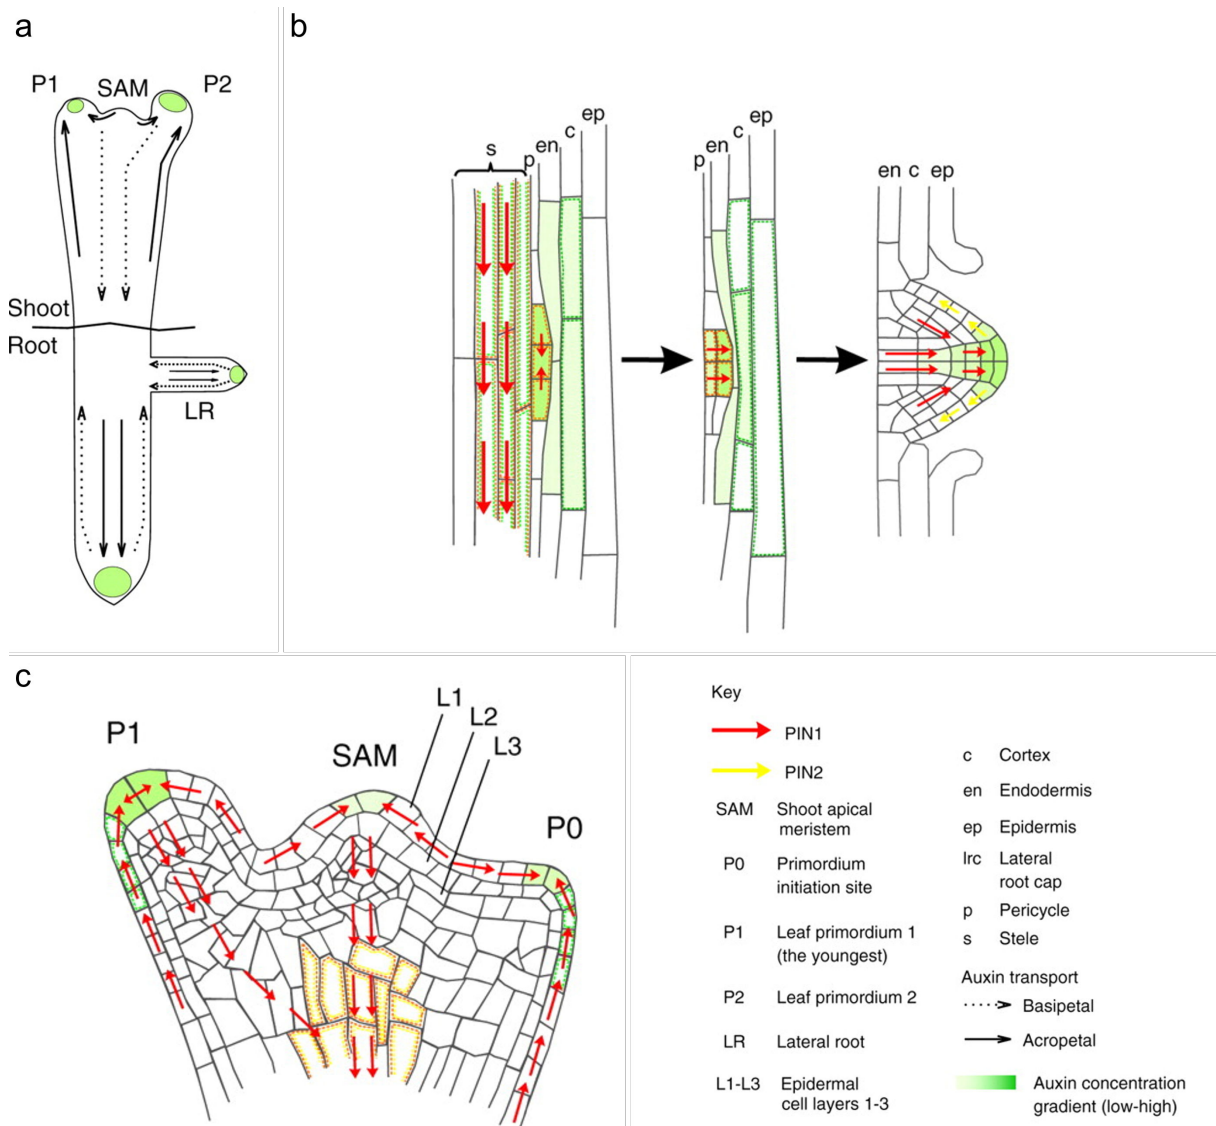 a
P1 SAM P2
Shoot
Root
LR
b
s p en c ep
p en c ep
en c ep
c
P1
SAM
L1
L2
L3
P0
Key
PIN1
PIN2
SAM Shoot apical
meristem
P0 Primordium
initiation site
P1 Leaf primordium 1
(the youngest)
P2 Leaf primordium 2
LR Lateral root
L1-L3 Epidermal
cell layers 1-3
c Cortex
en Endodermis
ep Epidermis
lrc Lateral
root cap
p Pericycle
s Stele
Auxin transport
Basipetal
Acropetal
Auxin concentration
gradient (low-high)